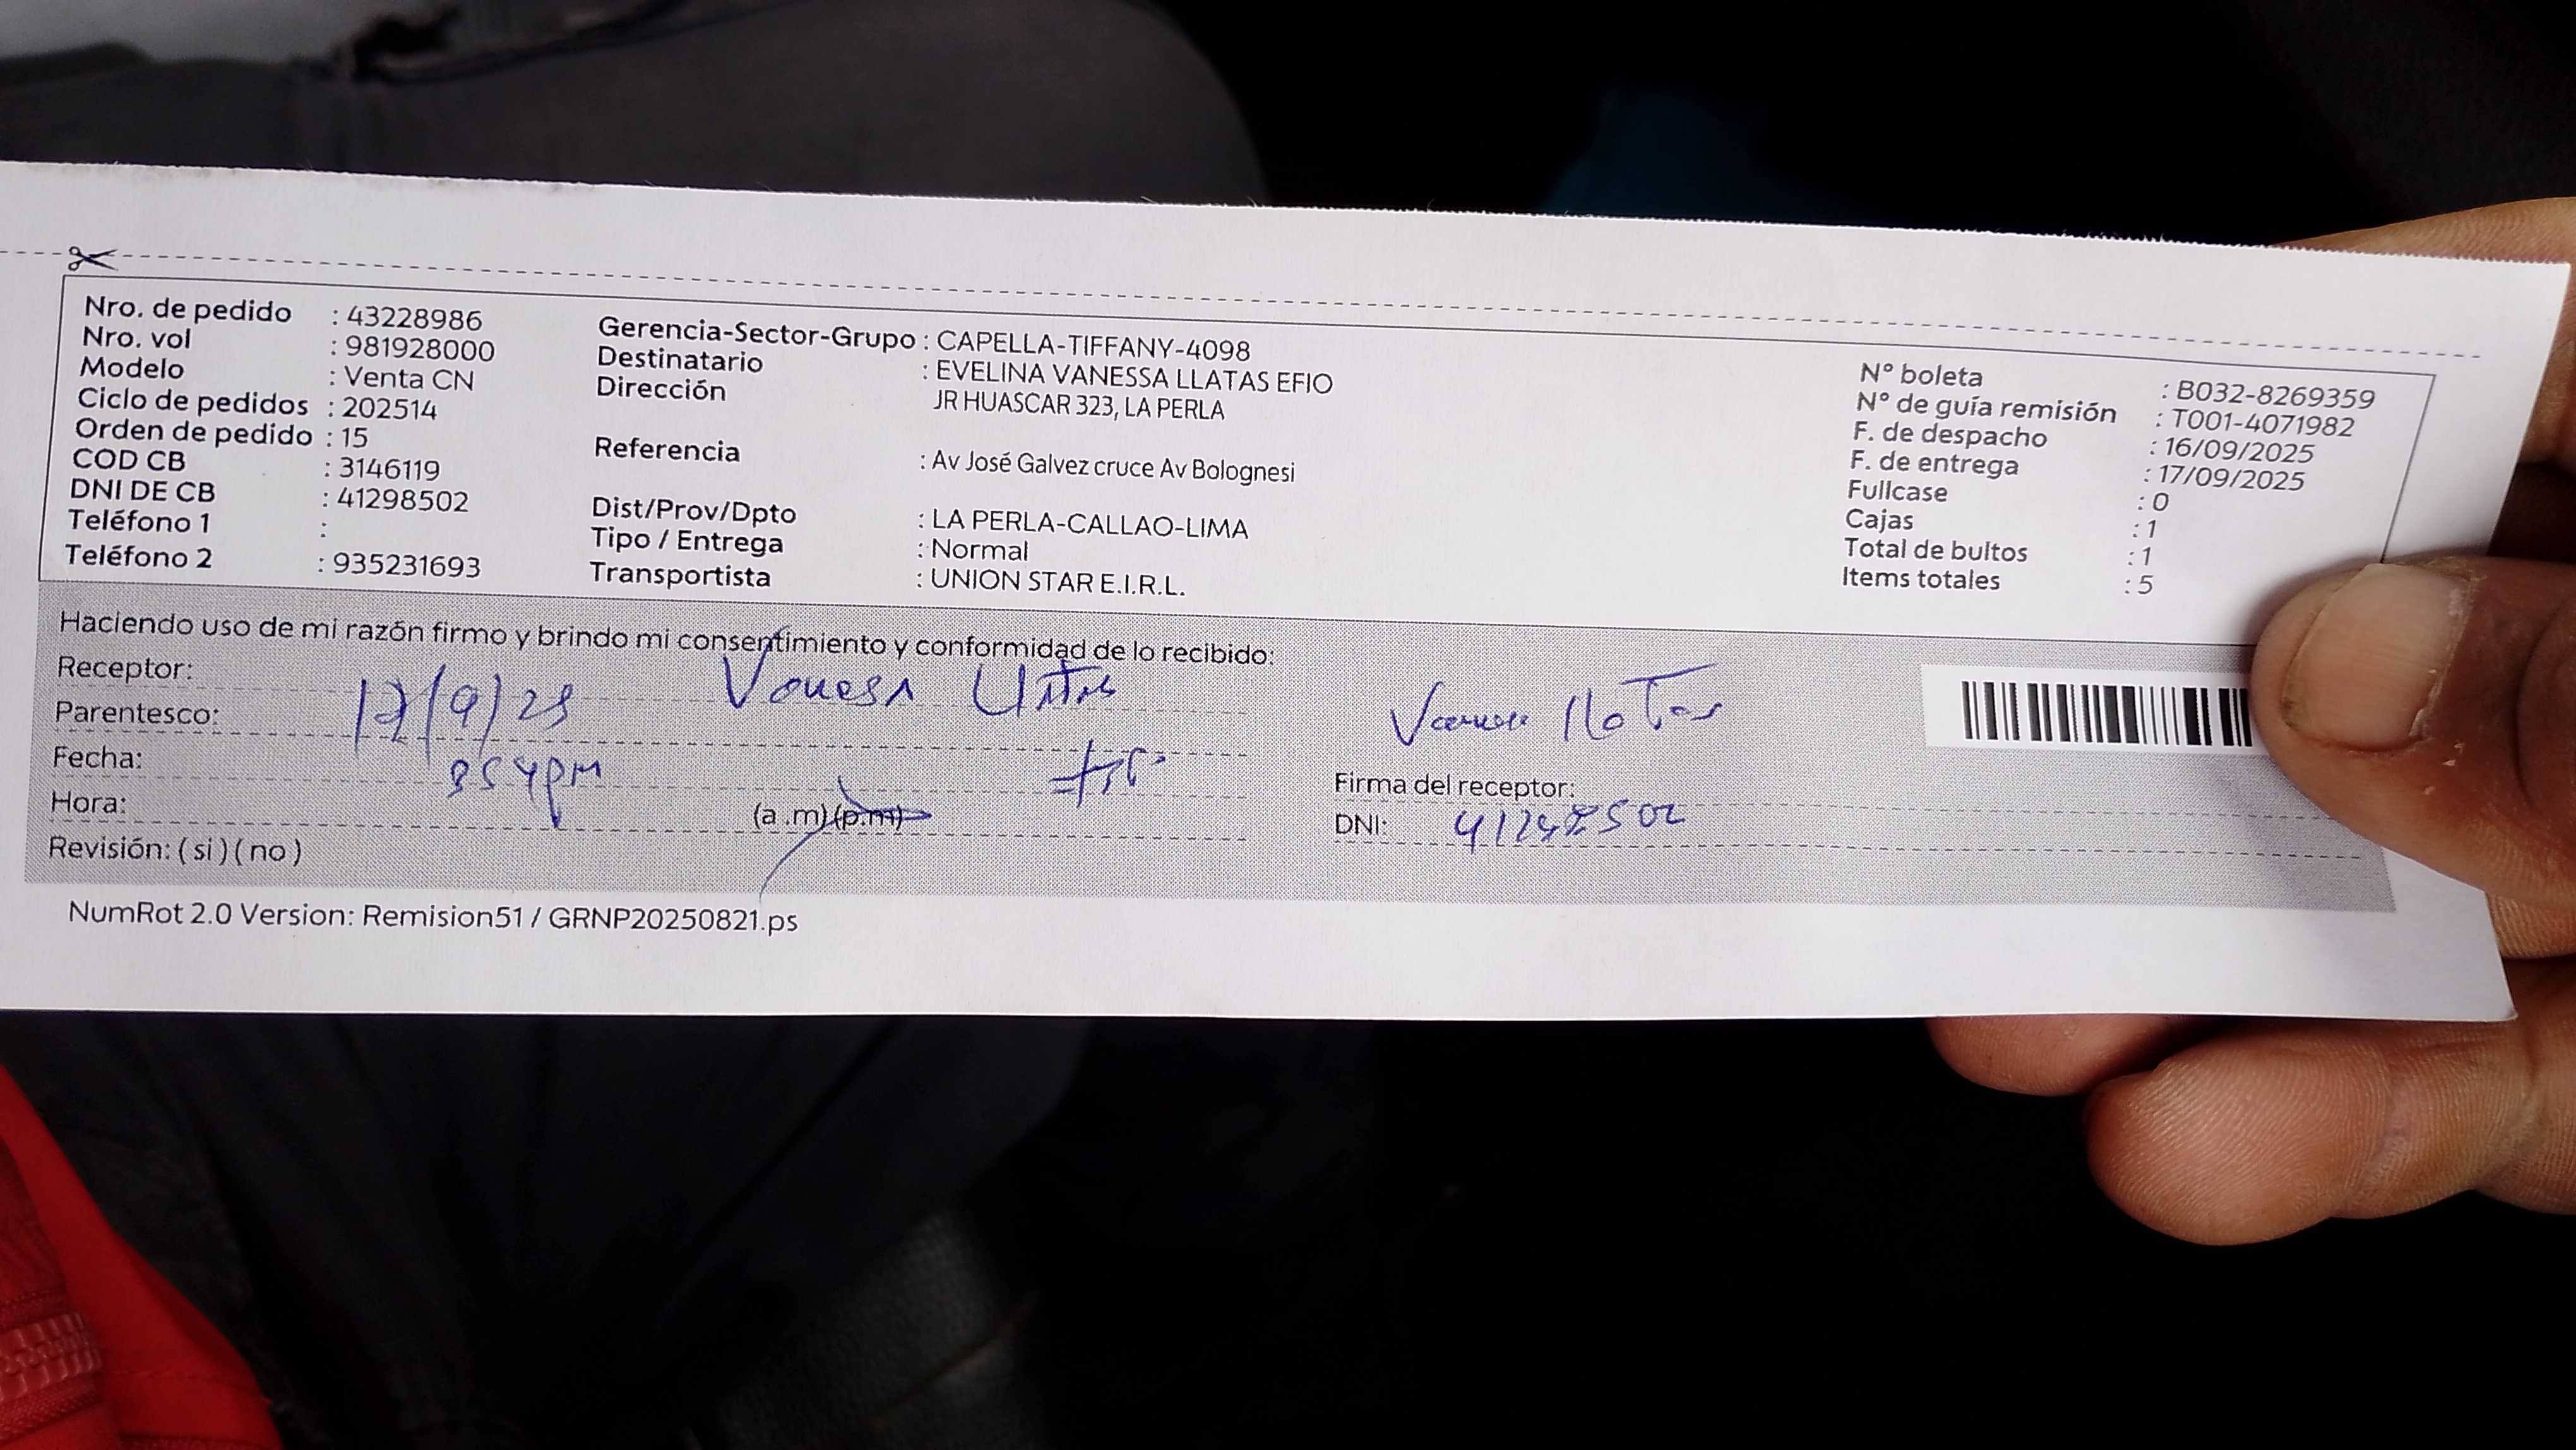 Nro. de pedido : 43228986
Nro. vol : 981928000
Modelo : Venta CN
Ciclo de pedidos : 202514
Orden de pedido : 15
COD CB : 3146119
DNI DE CB : 41298502
Teléfono 1 :
Teléfono 2 : 935231693
Gerencia-Sector-Grupo : CAPELLA-TIFFANY-4098
Destinatario : EVELINA VANESSA LLATAS EFIO
Dirección JR HUASCAR 323, LA PERLA
Referencia : Av José Galvez cruce Av Bolognesi
Dist/Prov/Dpto : LA PERLA-CALLAO-LIMA
Tipo / Entrega : Normal
Transportista : UNION STAR E.I.R.L.
N° boleta : B032-8269359
N° de guía remisión : T001-4071982
F. de despacho : 16/09/2025
F. de entrega : 17/09/2025
Fullcase : 0
Cajas : 1
Total de bultos : 1
Items totales : 5
Haciendo uso de mi razón firmo y brindo mi consentimiento y conformidad de lo recibido:
Receptor:
Parentesco: 17/9/25
Fecha:
Hora: (a .m)(p.m)
Revisión: ( si ) ( no )
Firma del receptor:
DNI:
NumRot 2.0 Version: Remision51 / GRNP20250821.ps